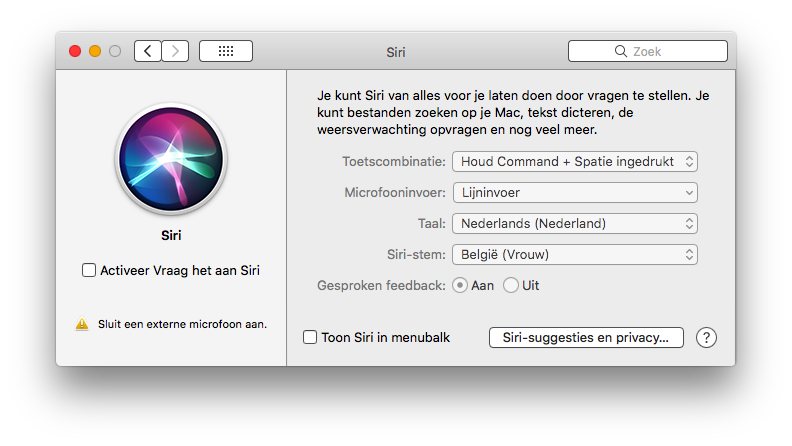 Siri
Zoek
Siri
Activeer Vraag het aan Siri
Sluit een externe microfoon aan.
Je kunt Siri van alles voor je laten doen door vragen te stellen. Je
kunt bestanden zoeken op je Mac, tekst dicteren, de
weersverwachting opvragen en nog veel meer.
Toetscombinatie: Houd Command + Spatie ingedrukt
Microfooninvoer: Lijninvoer
Taal: Nederlands (Nederland)
Siri-stem: België (Vrouw)
Gesproken feedback: Aan Uit
Toon Siri in menubalk Siri-suggesties en privacy... ?